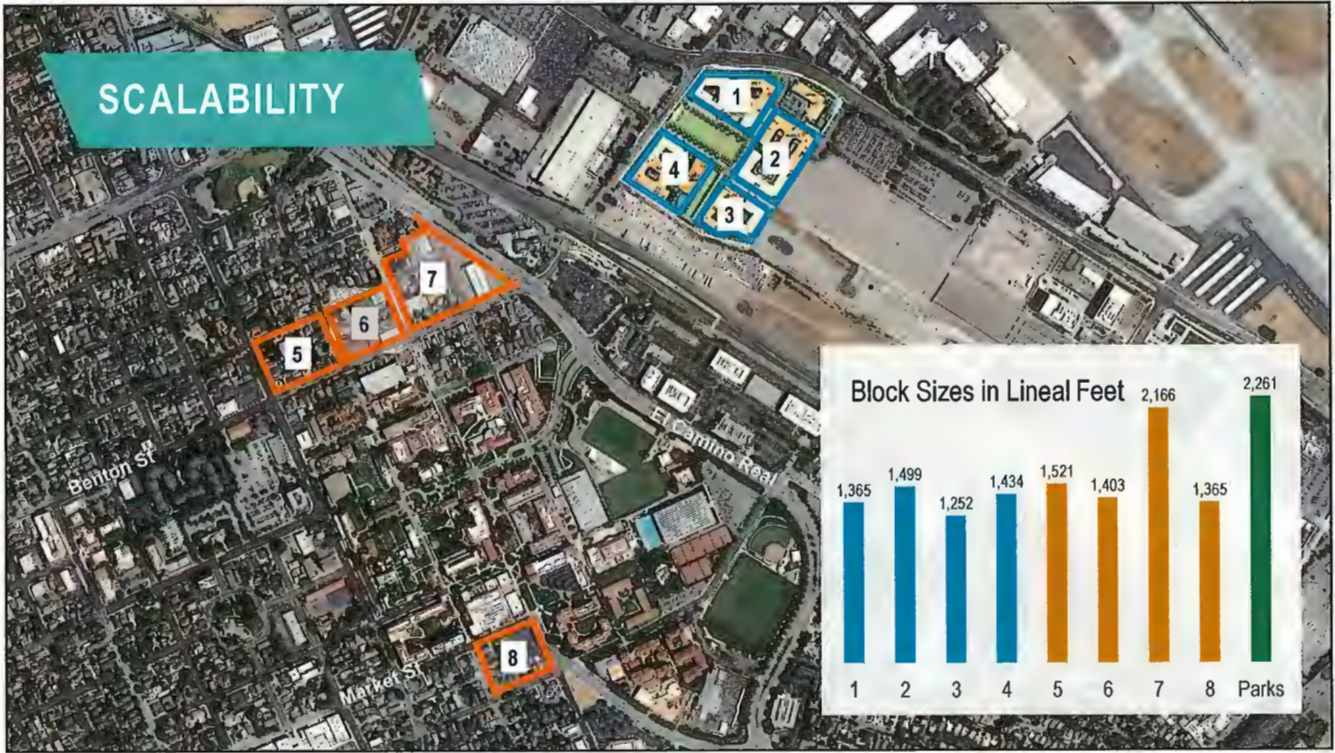 SCALABILITY
1
2
4
3
7
6
5
Benton St
El Camino Real
8
Market St
Block Sizes in Lineal Feet
1,365
1,499
1,252
1,434
1,521
1,403
2,166
1,365
2,261
1 2 3 4 5 6 7 8 Parks